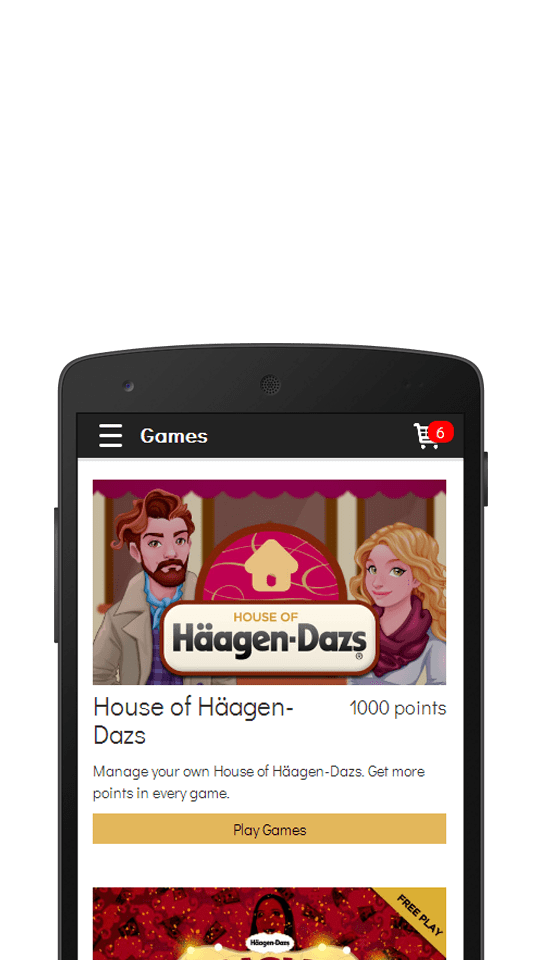 Games
6
HOUSE OF
Häagen-Dazs®
House of Häagen-
Dazs
1000 points
Manage your own House of Häagen-Dazs. Get more
points in every game.
Play Games
FREE PLAY
Häagen-Dazs